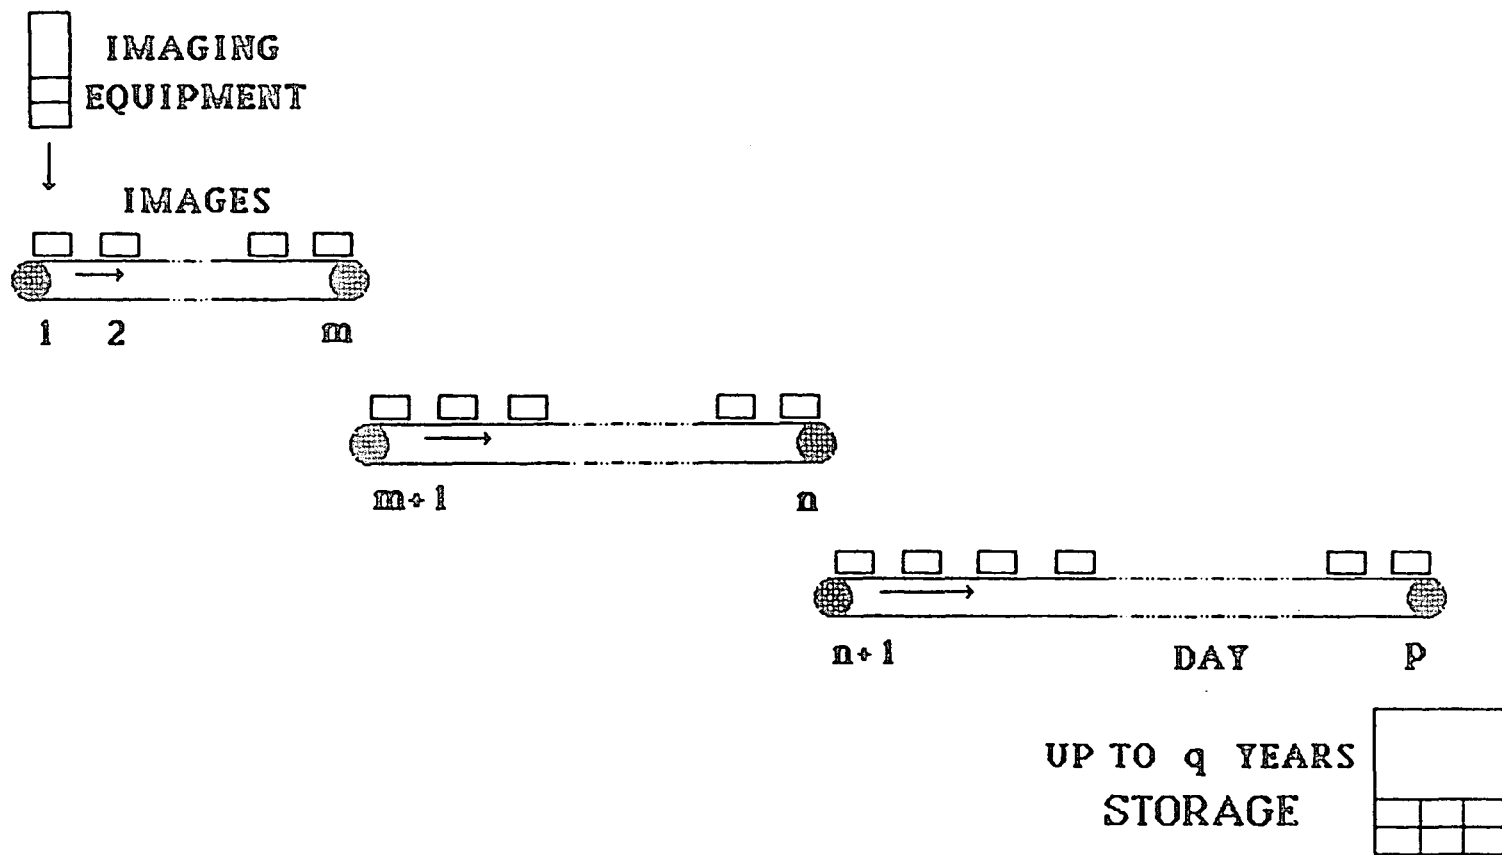 IMAGING
EQUIPMENT
IMAGES
1 2 m
m+1 n
n+1 DAY p
UP TO q YEARS
STORAGE